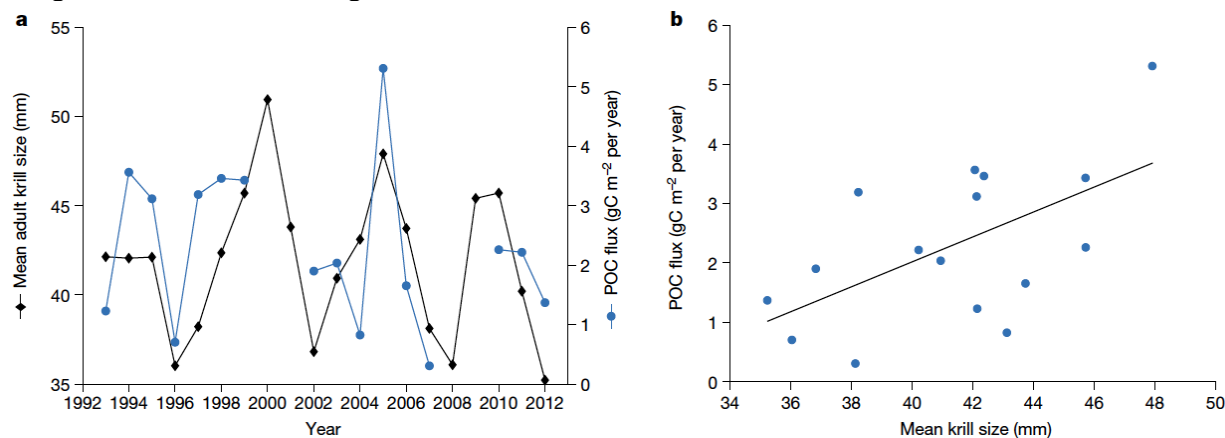 a
55
50
45
40
35
Mean adult krill size (mm)
6
5
4
3
2
1
0
POC flux (gC m⁻² per year)
1992 1994 1996 1998 2000 2002 2004 2006 2008 2010 2012
Year
b
6
5
4
3
2
1
0
POC flux (gC m⁻² per year)
34 36 38 40 42 44 46 48 50
Mean krill size (mm)